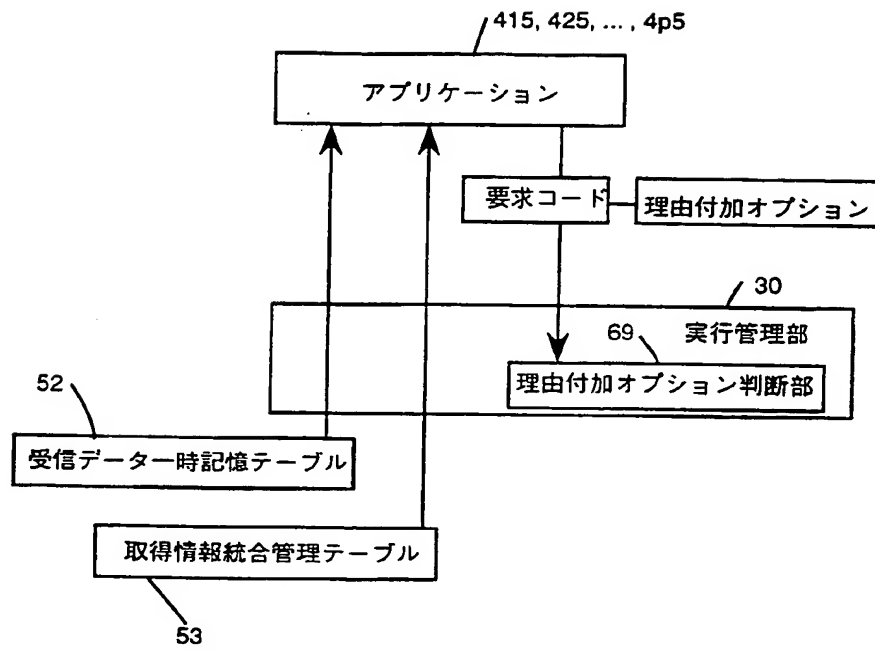 415, 425, ... , 4p5
アプリケーション
要求コード
理由付加オプション
30
実行管理部
69
理由付加オプション判断部
52
受信データ一時記憶テーブル
取得情報統合管理テーブル
53